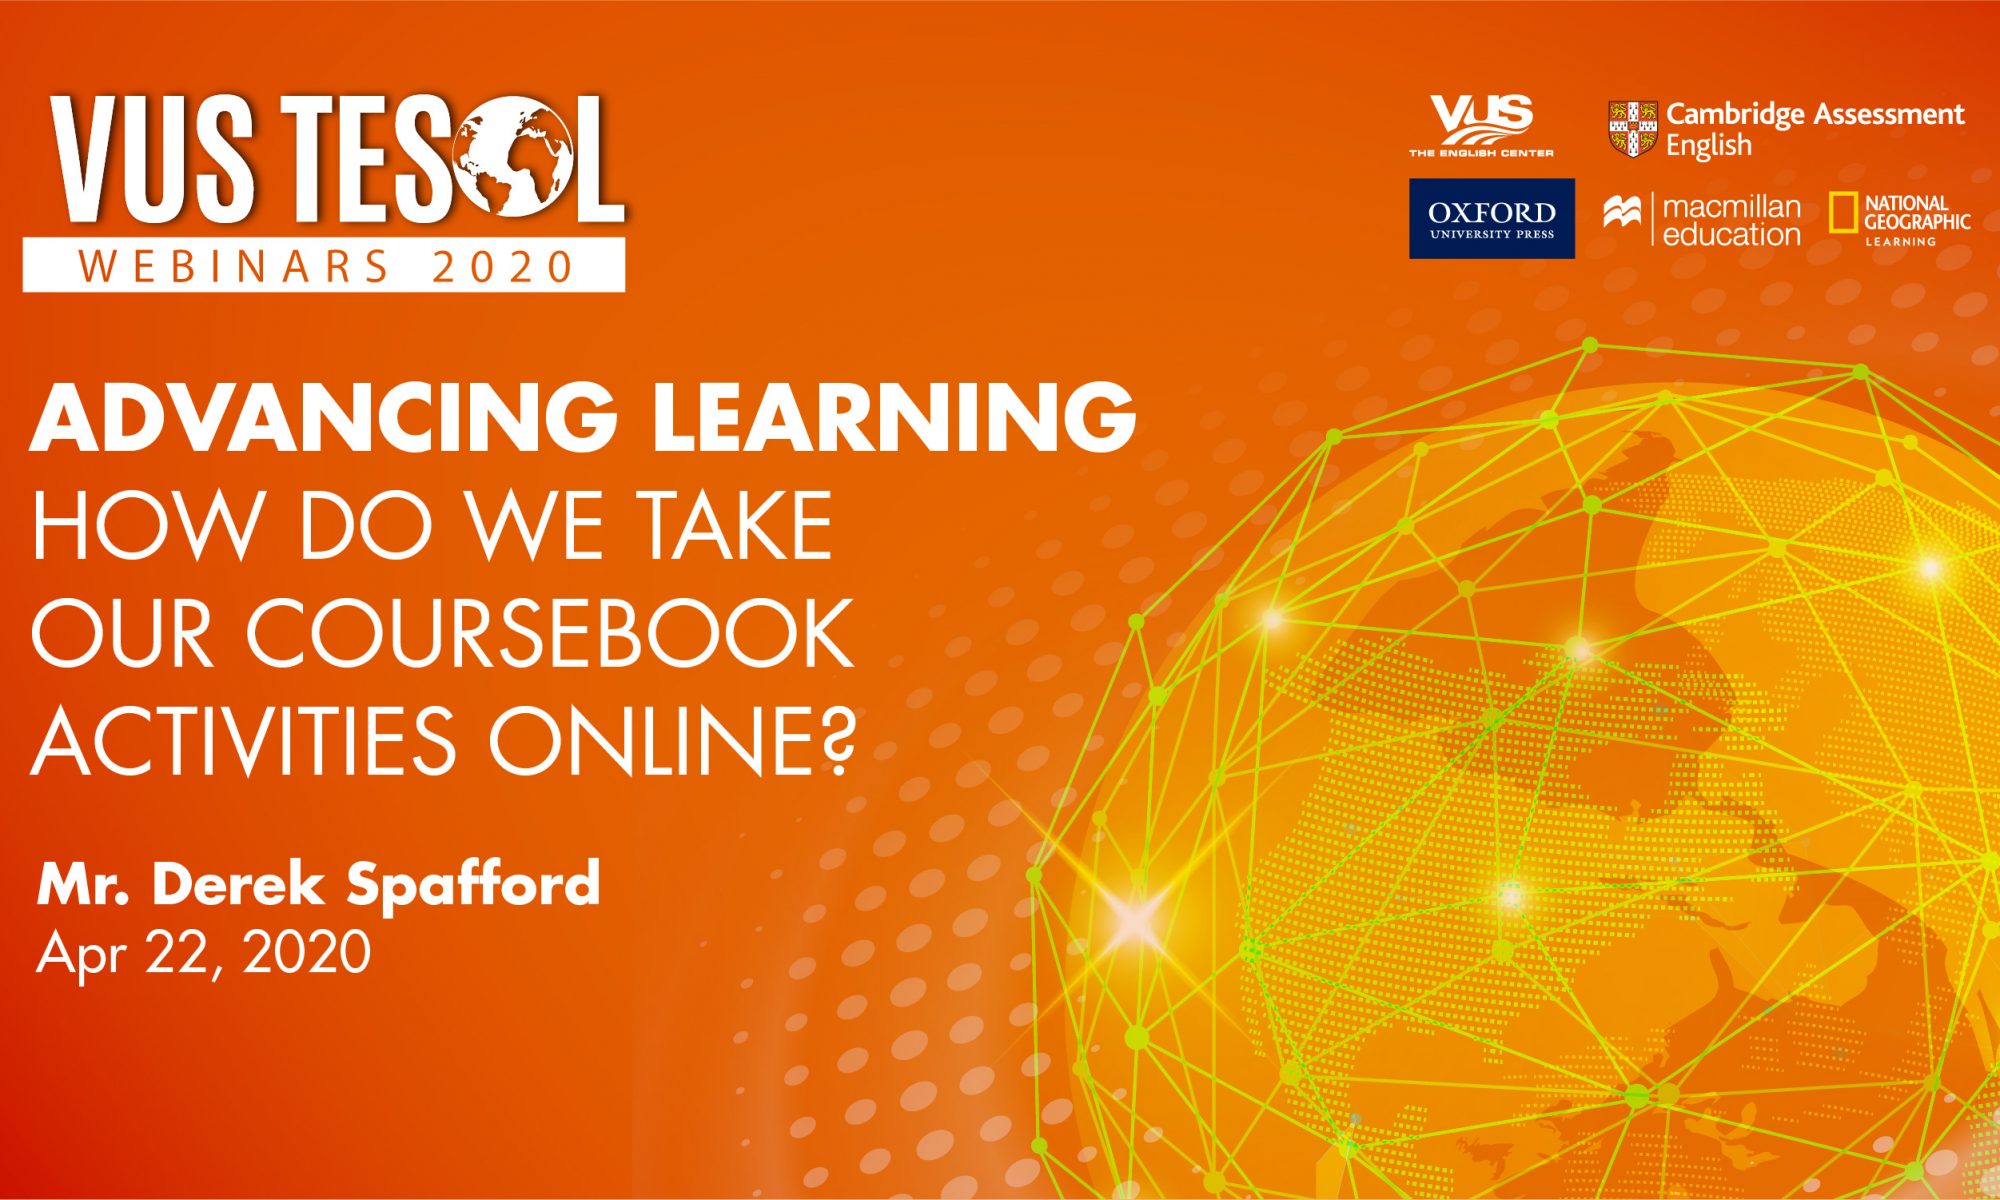 VUS TESOL
WEBINARS 2020
VUS
THE ENGLISH CENTER
Cambridge Assessment
English
OXFORD
UNIVERSITY PRESS
macmillan
education
NATIONAL
GEOGRAPHIC
LEARNING
ADVANCING LEARNING
HOW DO WE TAKE
OUR COURSEBOOK
ACTIVITIES ONLINE?
Mr. Derek Spafford
Apr 22, 2020